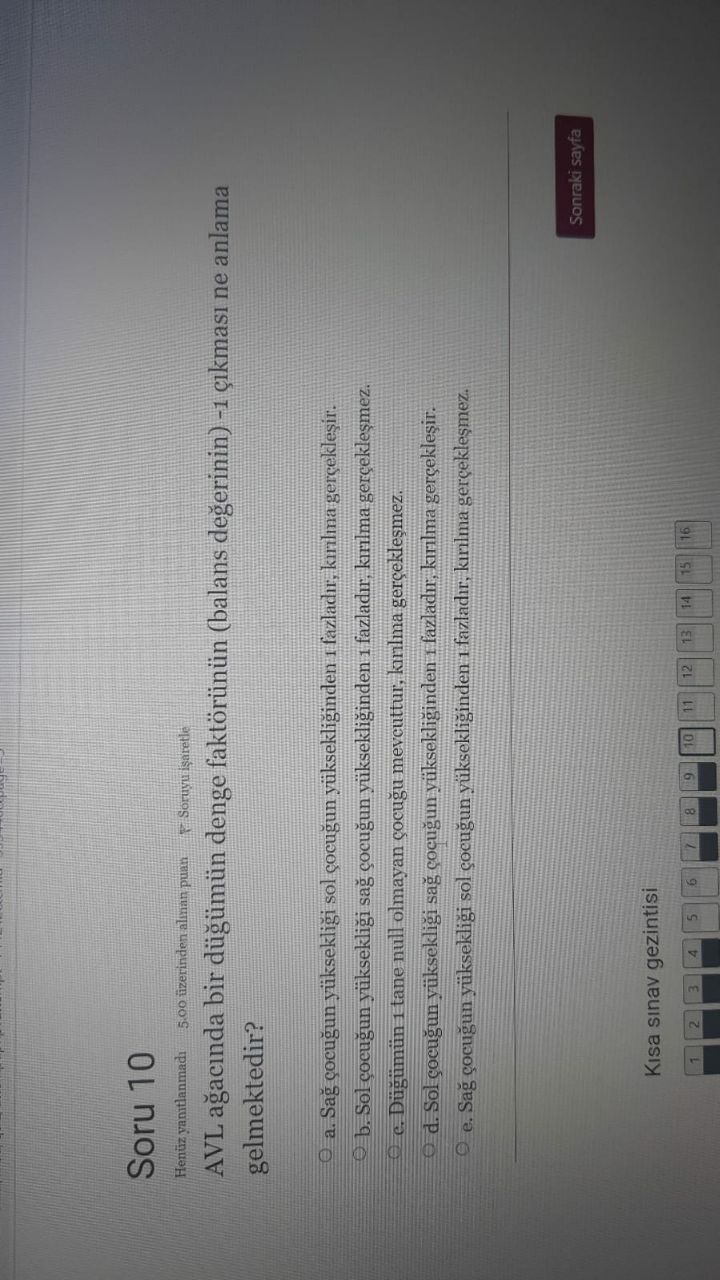 Soru 10
Henüz yanıtlanmadı 5,00 üzerinden alınan puan Soruyu işaretle
AVL ağacında bir düğümün denge faktörünün (balans değerinin) -1 çıkması ne anlama
gelmektedir?
a. Sağ çocuğun yüksekliği sol çocuğun yüksekliğinden 1 fazladır, kırılma gerçekleşir.
b. Sol çocuğun yüksekliği sağ çocuğun yüksekliğinden 1 fazladır, kırılma gerçekleşmez.
c. Düğümün 1 tane null olmayan çocuğu mevcuttur, kırılma gerçekleşmez.
d. Sol çocuğun yüksekliği sağ çocuğun yüksekliğinden 1 fazladır, kırılma gerçekleşir.
e. Sağ çocuğun yüksekliği sol çocuğun yüksekliğinden 1 fazladır, kırılma gerçekleşmez.
Sonraki sayfa
Kısa sınav gezintisi
1 2 3 4 5 6 7 8 9 10 11 12 13 14 15 16